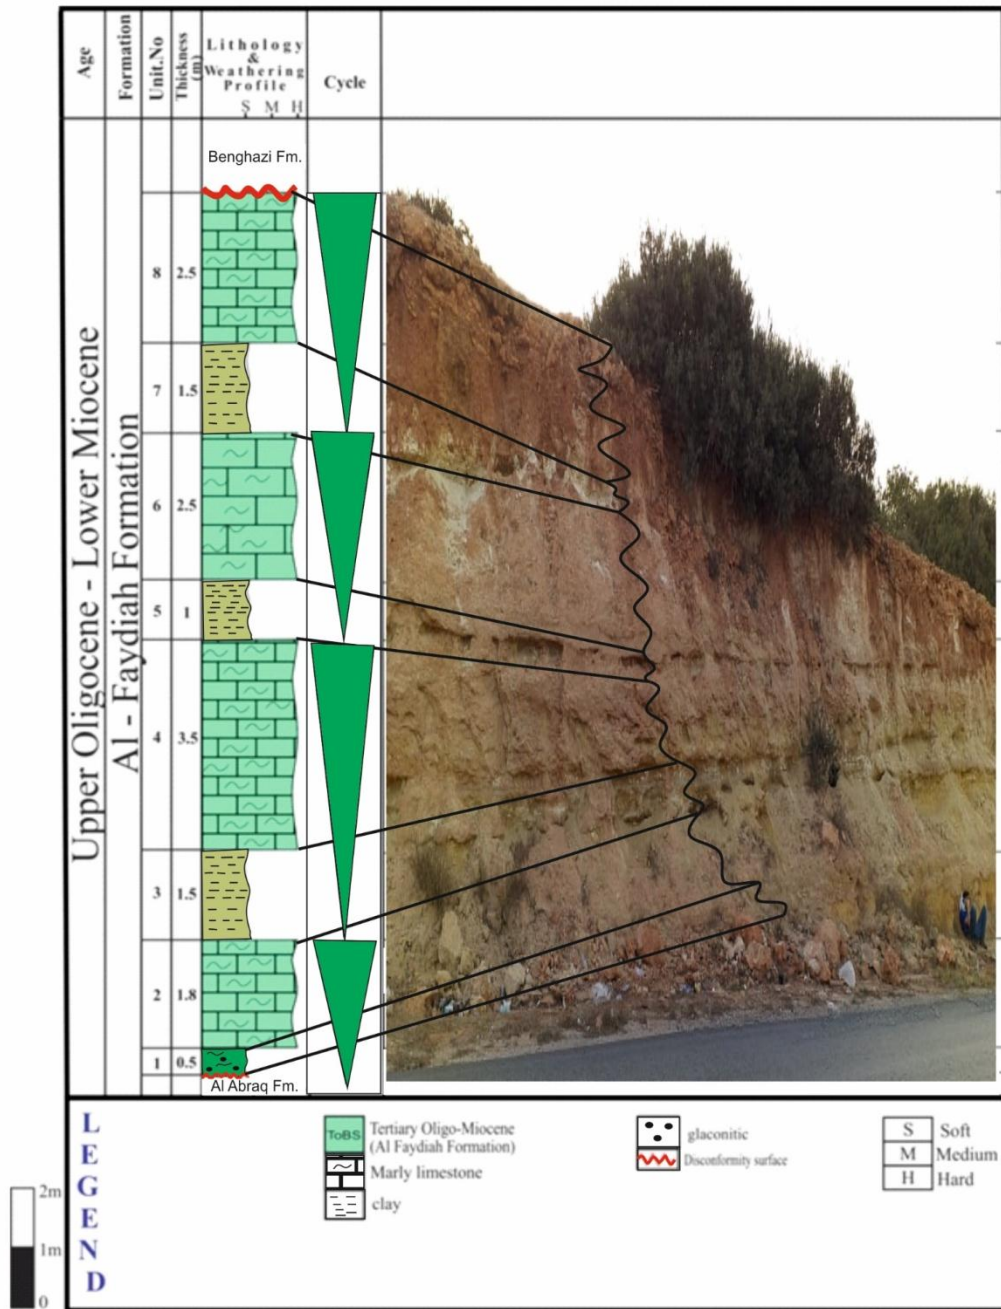 Age
Formation
Unit.No
Thickness
(m)
Lithology
&
Weathering
Profile
S M H
Cycle
Upper Oligocene - Lower Miocene
Al - Faydiah Formation
Benghazi Fm.
8 2.5
7 1.5
6 2.5
5 1
4 3.5
3 1.5
2 1.8
1 0.5
Al Abraq Fm.
LEGEND
ToBS Tertiary Oligo-Miocene
(Al Faydiah Formation)
Marly limestone
clay
glaconitic
Disconformity surface
S Soft
M Medium
H Hard
2m
1m
0